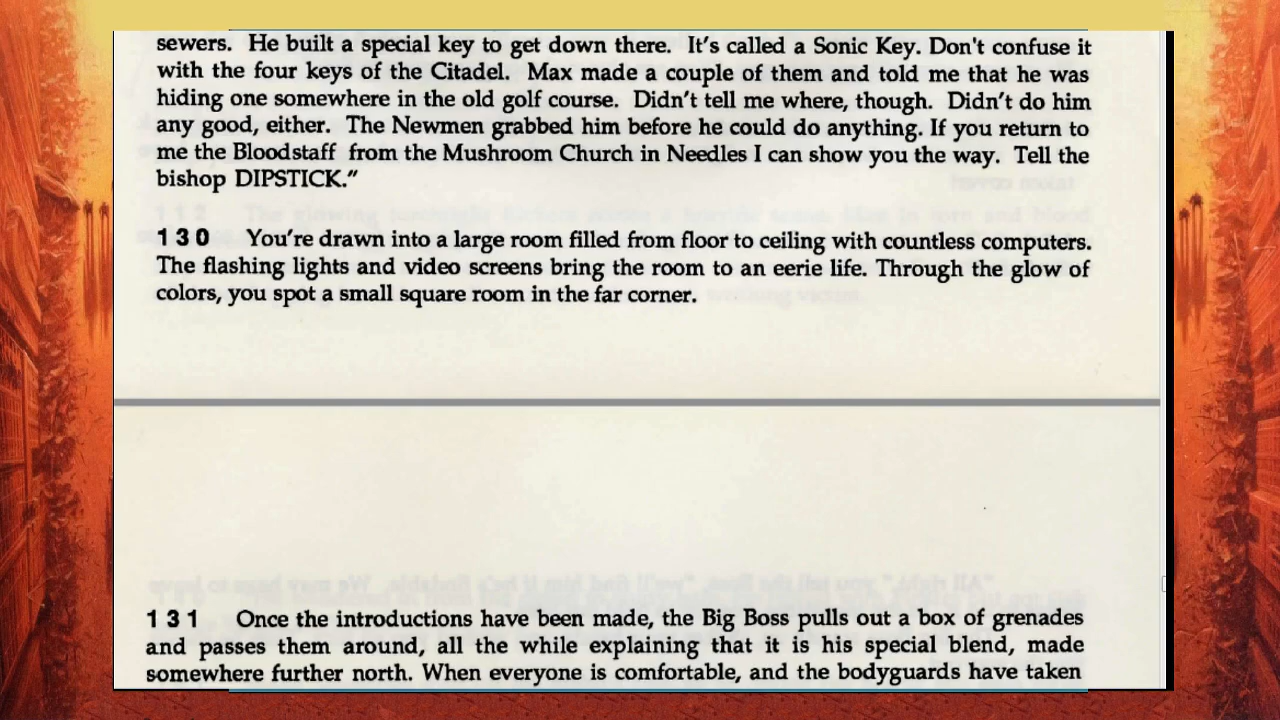 sewers. He built a special key to get down there. It's called a Sonic Key. Don't confuse it
with the four keys of the Citadel. Max made a couple of them and told me that he was
hiding one somewhere in the old golf course. Didn't tell me where, though. Didn't do him
any good, either. The Newmen grabbed him before he could do anything. If you return to
me the Bloodstaff from the Mushroom Church in Needles I can show you the way. Tell the
bishop DIPSTICK."
130 You're drawn into a large room filled from floor to ceiling with countless computers.
The flashing lights and video screens bring the room to an eerie life. Through the glow of
colors, you spot a small square room in the far corner.
131 Once the introductions have been made, the Big Boss pulls out a box of grenades
and passes them around, all the while explaining that it is his special blend, made
somewhere further north. When everyone is comfortable, and the bodyguards have taken